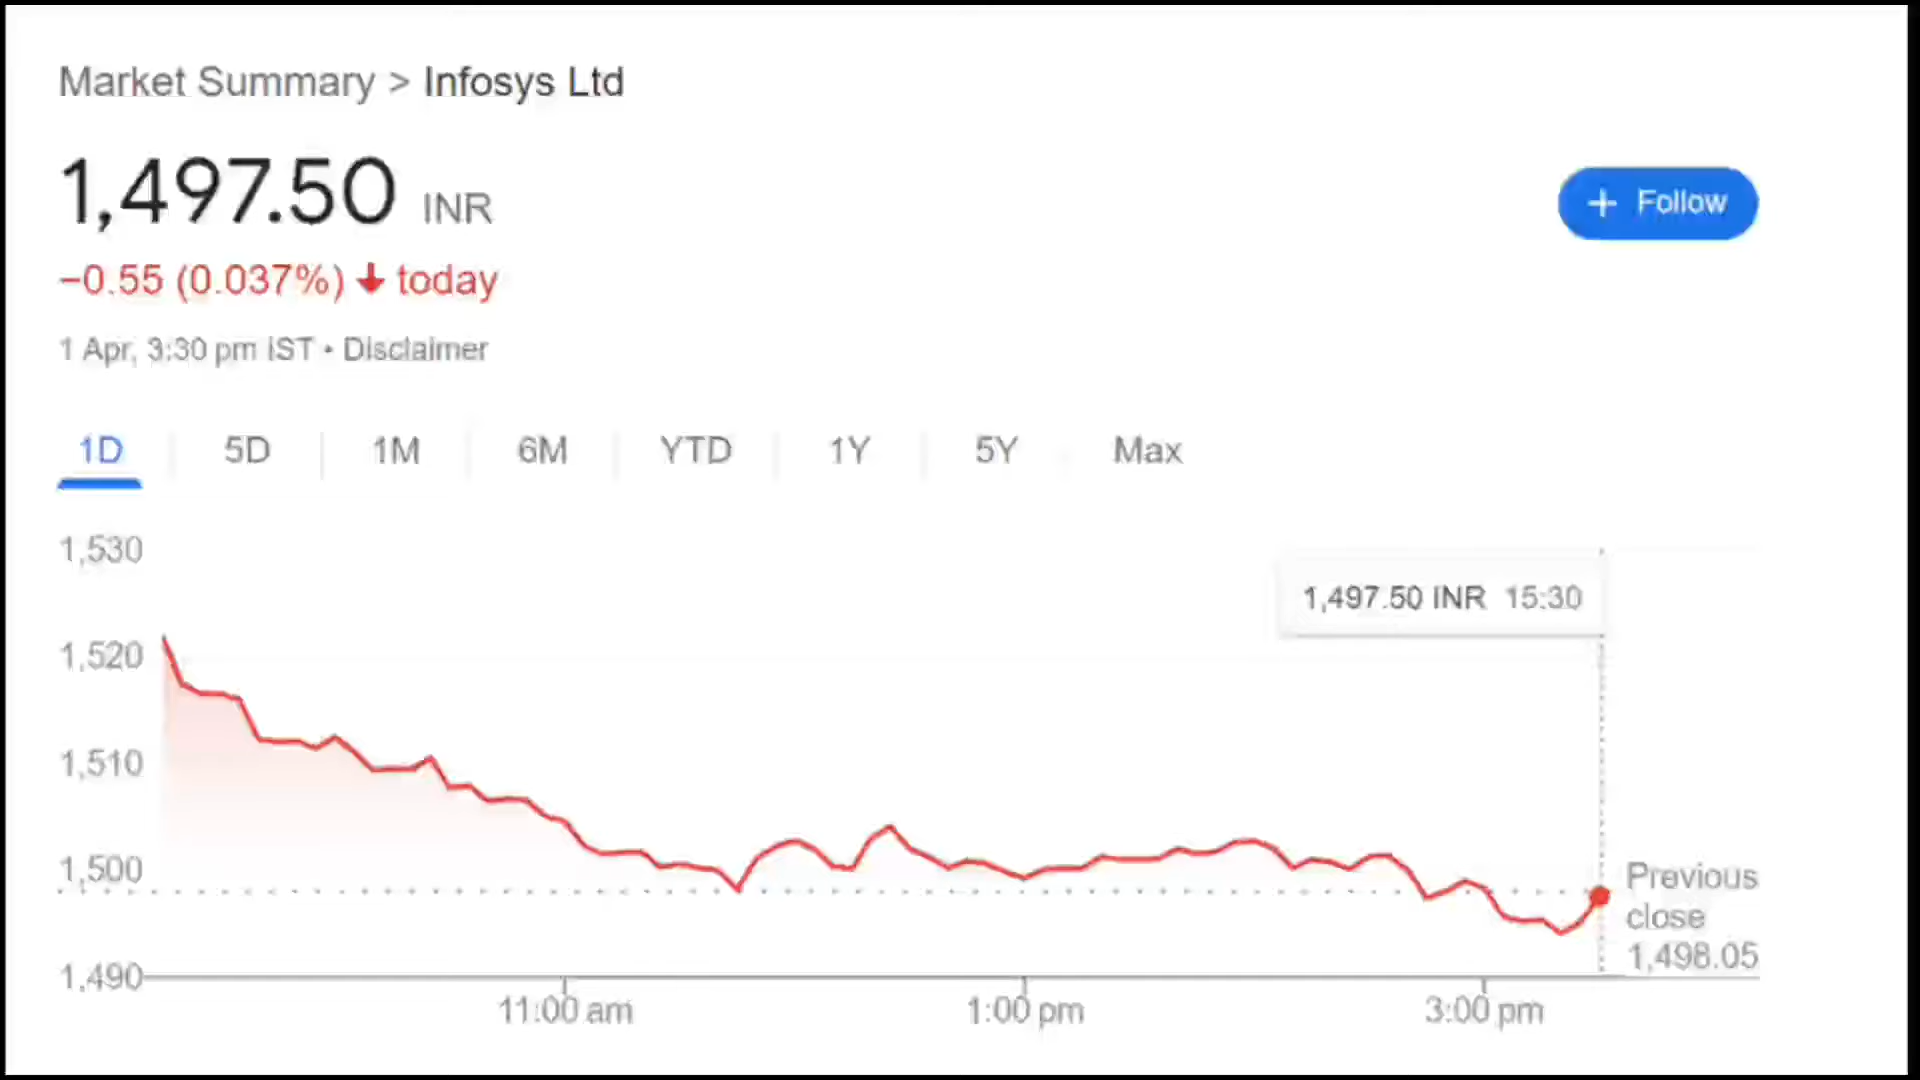 Market Summary > Infosys Ltd
1,497.50 INR
+ Follow
−0.55 (0.037%) ↓ today
1 Apr, 3:30 pm IST • Disclaimer
1D 5D 1M 6M YTD 1Y 5Y Max
1,530
1,497.50 INR 15:30
1,520
1,510
1,500
Previous
close
1,498.05
1,490
11:00 am 1:00 pm 3:00 pm